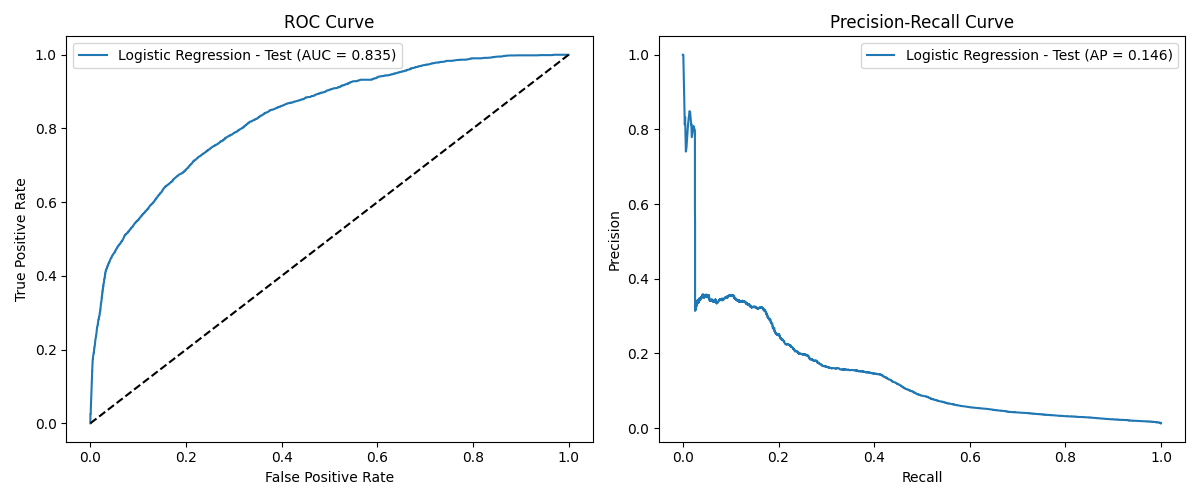 ROC Curve
Logistic Regression - Test (AUC = 0.835)
True Positive Rate
1.0
0.8
0.6
0.4
0.2
0.0
0.0 0.2 0.4 0.6 0.8 1.0
False Positive Rate
Precision-Recall Curve
Logistic Regression - Test (AP = 0.146)
Precision
1.0
0.8
0.6
0.4
0.2
0.0
0.0 0.2 0.4 0.6 0.8 1.0
Recall